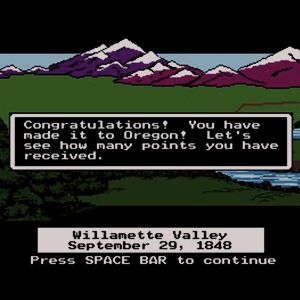 Congratulations! You have
made it to Oregon! Let's
see how many points you have
received.
Willamette Valley
September 29, 1848
Press SPACE BAR to continue